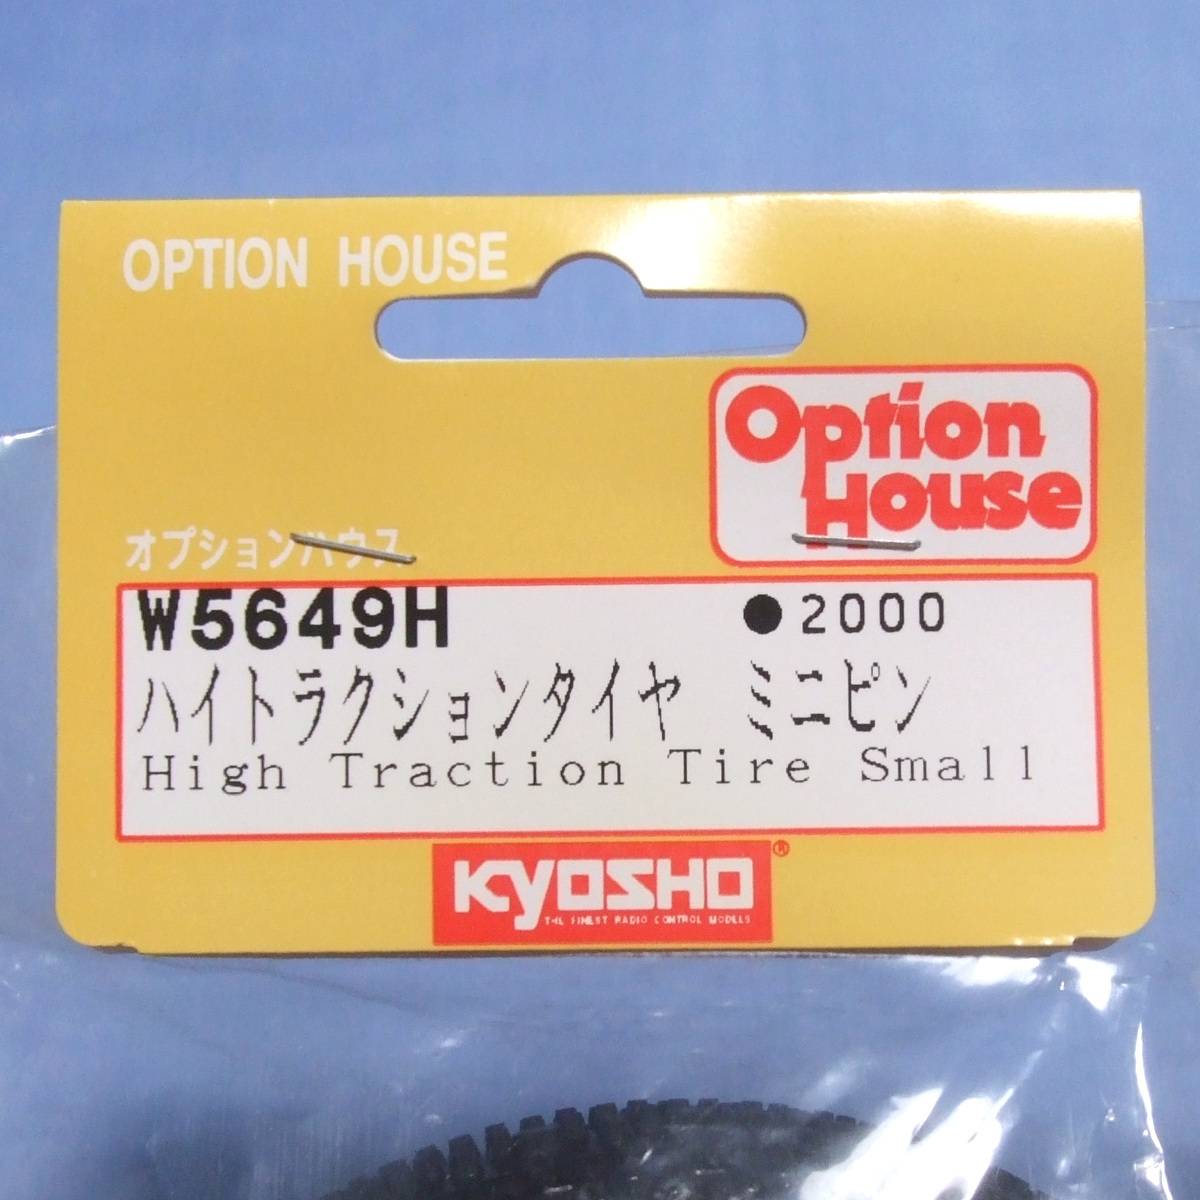 OPTION HOUSE
Option
House
オプションハウス
W5649H ●2000
ハイトラクションタイヤ ミニピン
High Traction Tire Small
KYOSHO®
THE FINEST RADIO CONTROL MODELS